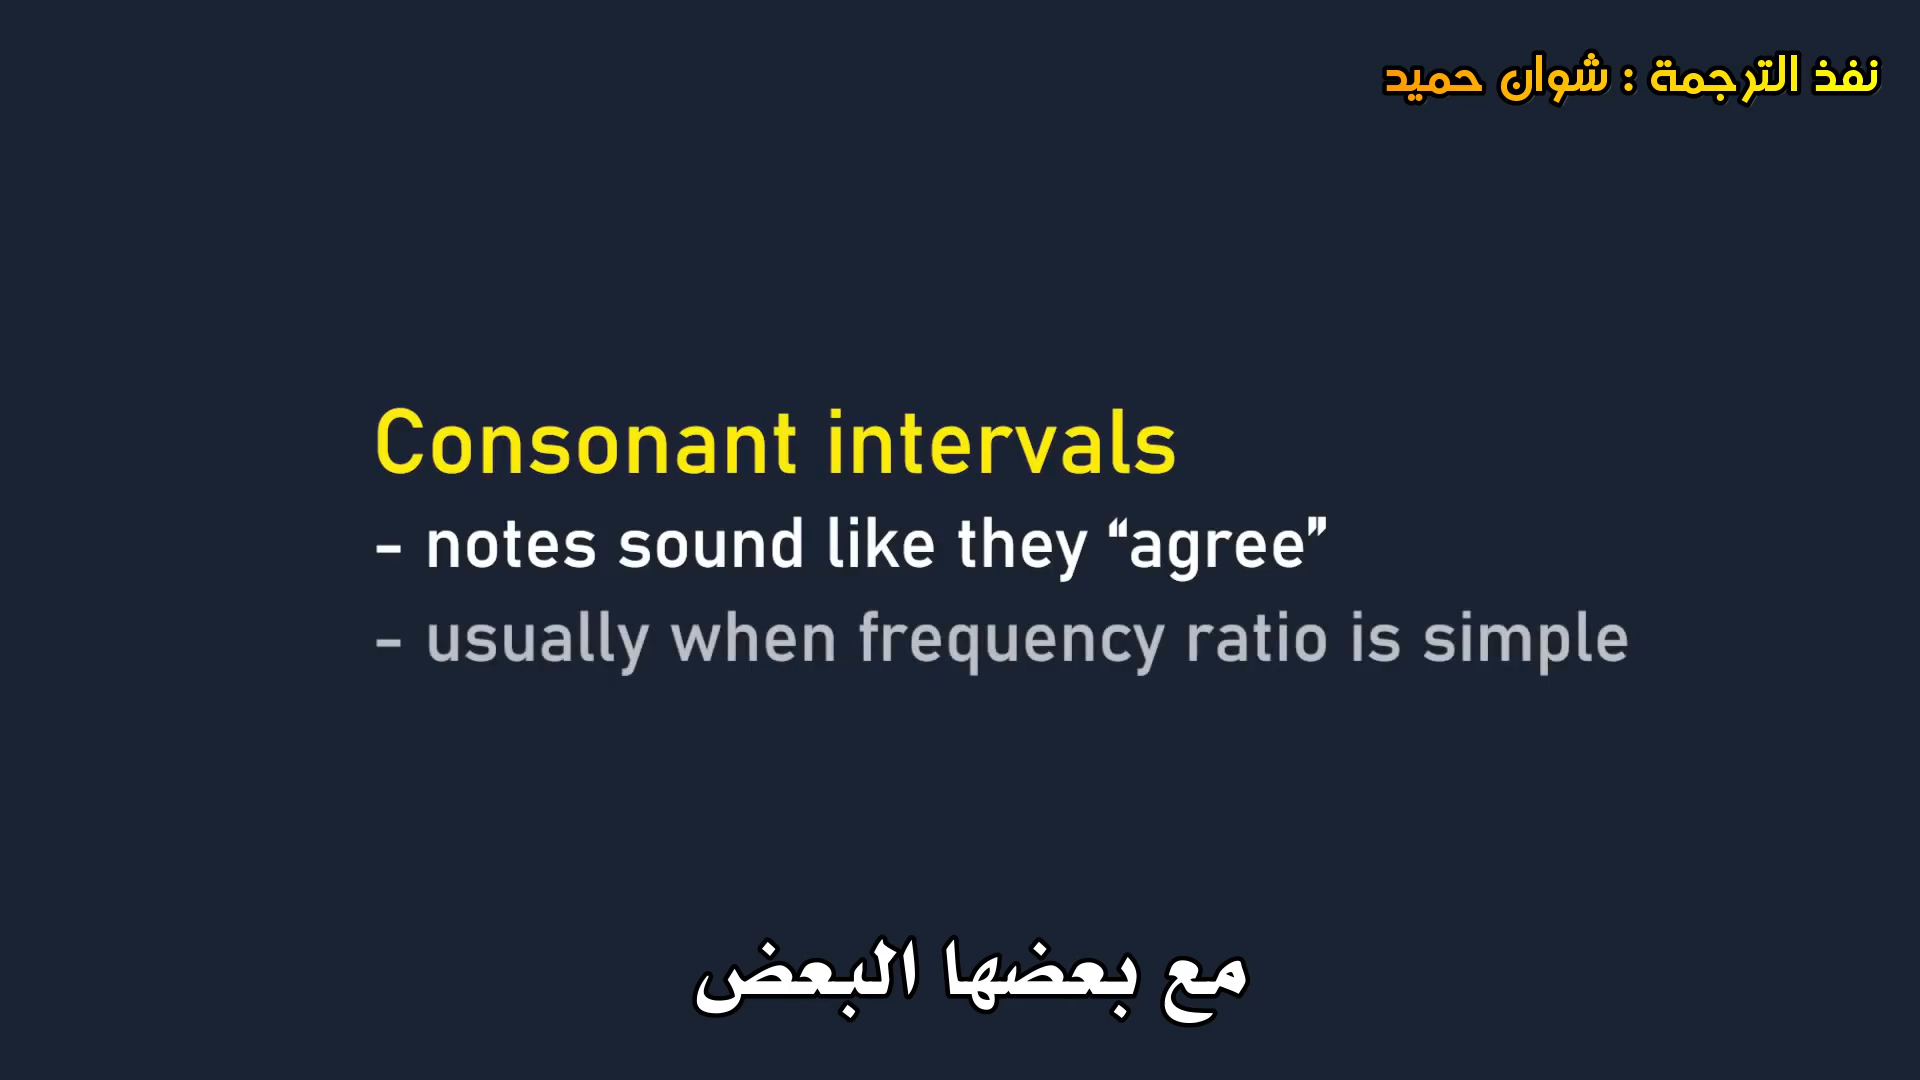 نفذ الترجمة : شوان حميد
Consonant intervals
- notes sound like they “agree”
- usually when frequency ratio is simple
مع بعضها البعض